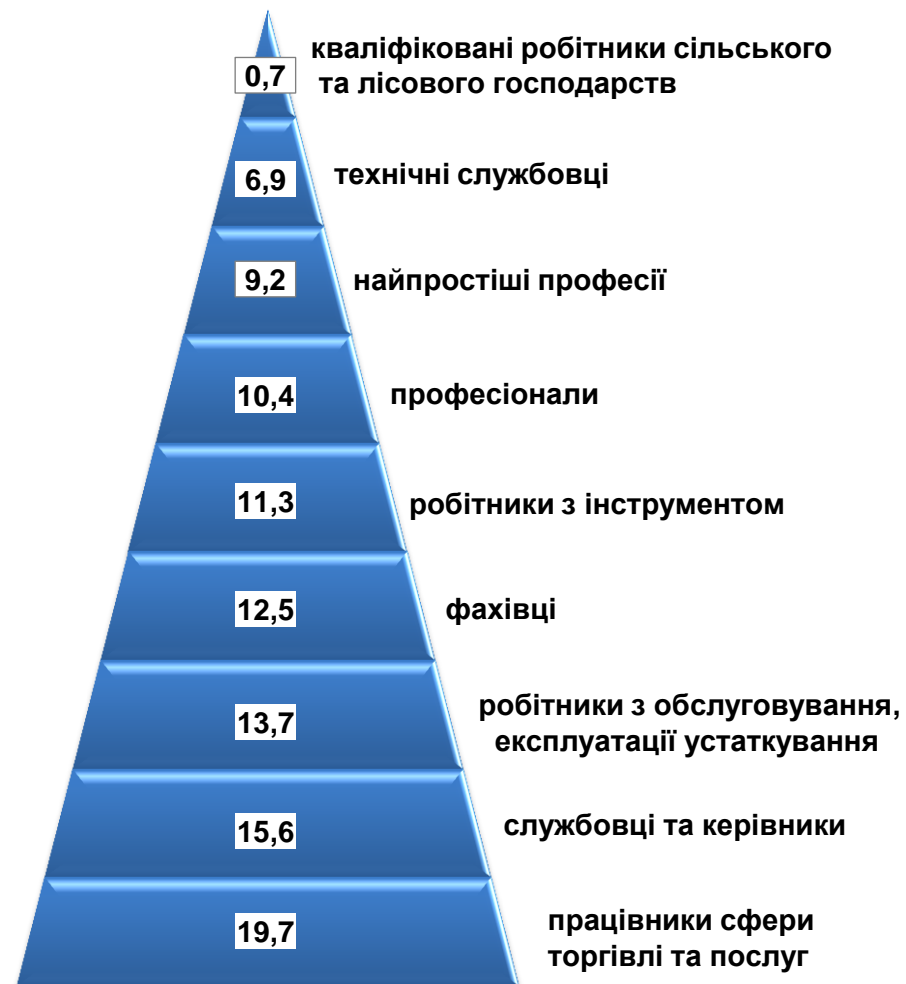 кваліфіковані робітники сільського
0,7
та лісового господарств
6,9
технічні службовці
9,2
найпростіші професії
10,4
професіонали
11,3
робітники з інструментом
12,5
фахівці
13,7
робітники з обслуговування,
експлуатації устаткування
15,6
службовці та керівники
19,7
працівники сфери
торгівлі та послуг